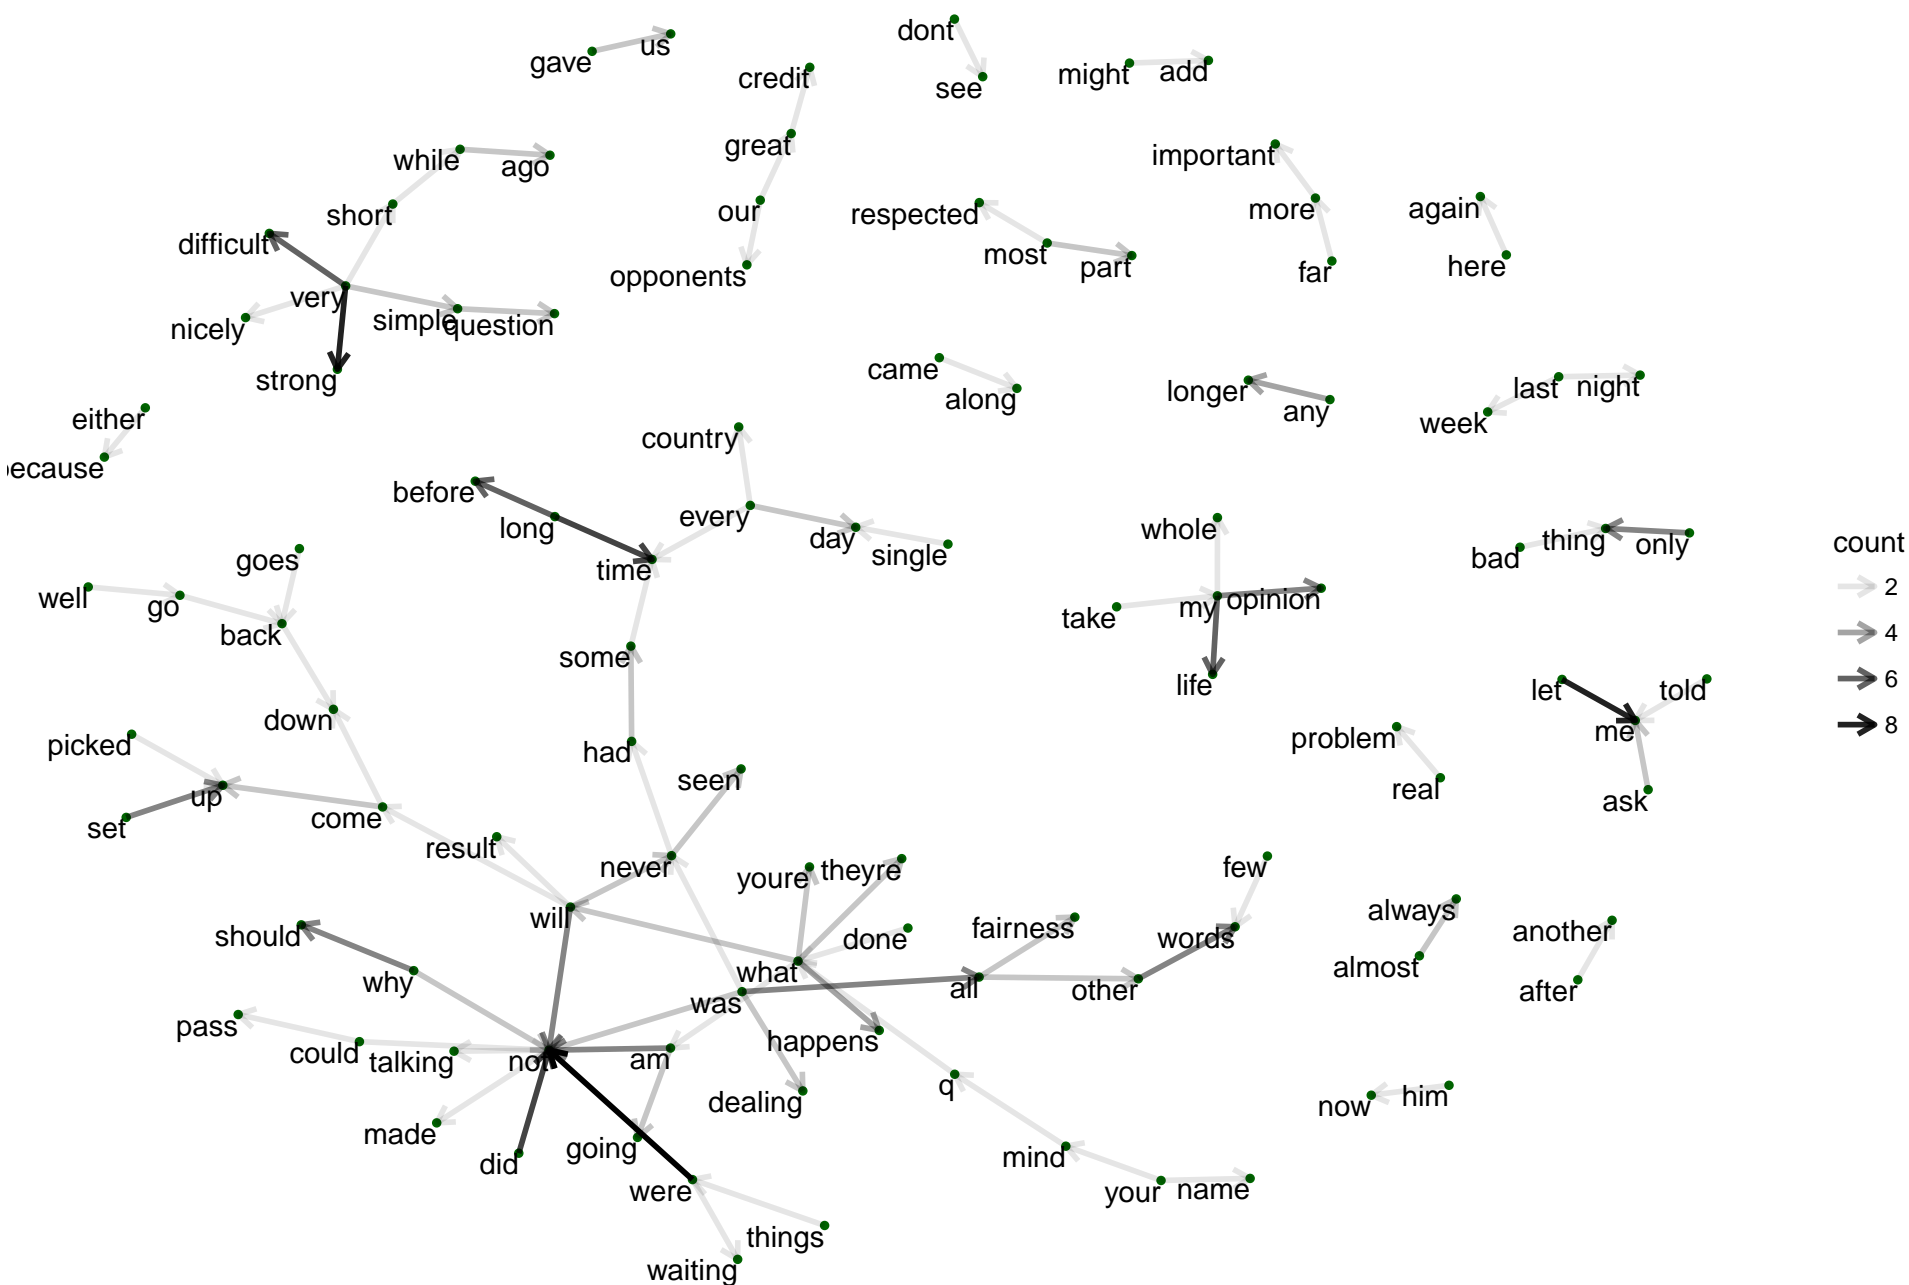 dont
us
gave
credit
might
add
see
great
while
ago
important
short
our
respected
more
again
difficult
most
part
far
here
opponents
very
nicely
simple
question
strong
came
along
longer
any
last
night
week
either
because
country
before
long
every
day
single
time
whole
bad
thing
only
count
2
4
6
8
goes
well
go
back
take
my
opinion
some
life
let
told
me
down
picked
had
problem
real
ask
up
set
come
seen
result
never
youre
theyre
few
will
should
done
fairness
words
always
another
almost
after
why
what
was
all
other
pass
could
talking
not
am
happens
q
dealing
now
him
made
did
going
mind
were
your
name
things
waiting